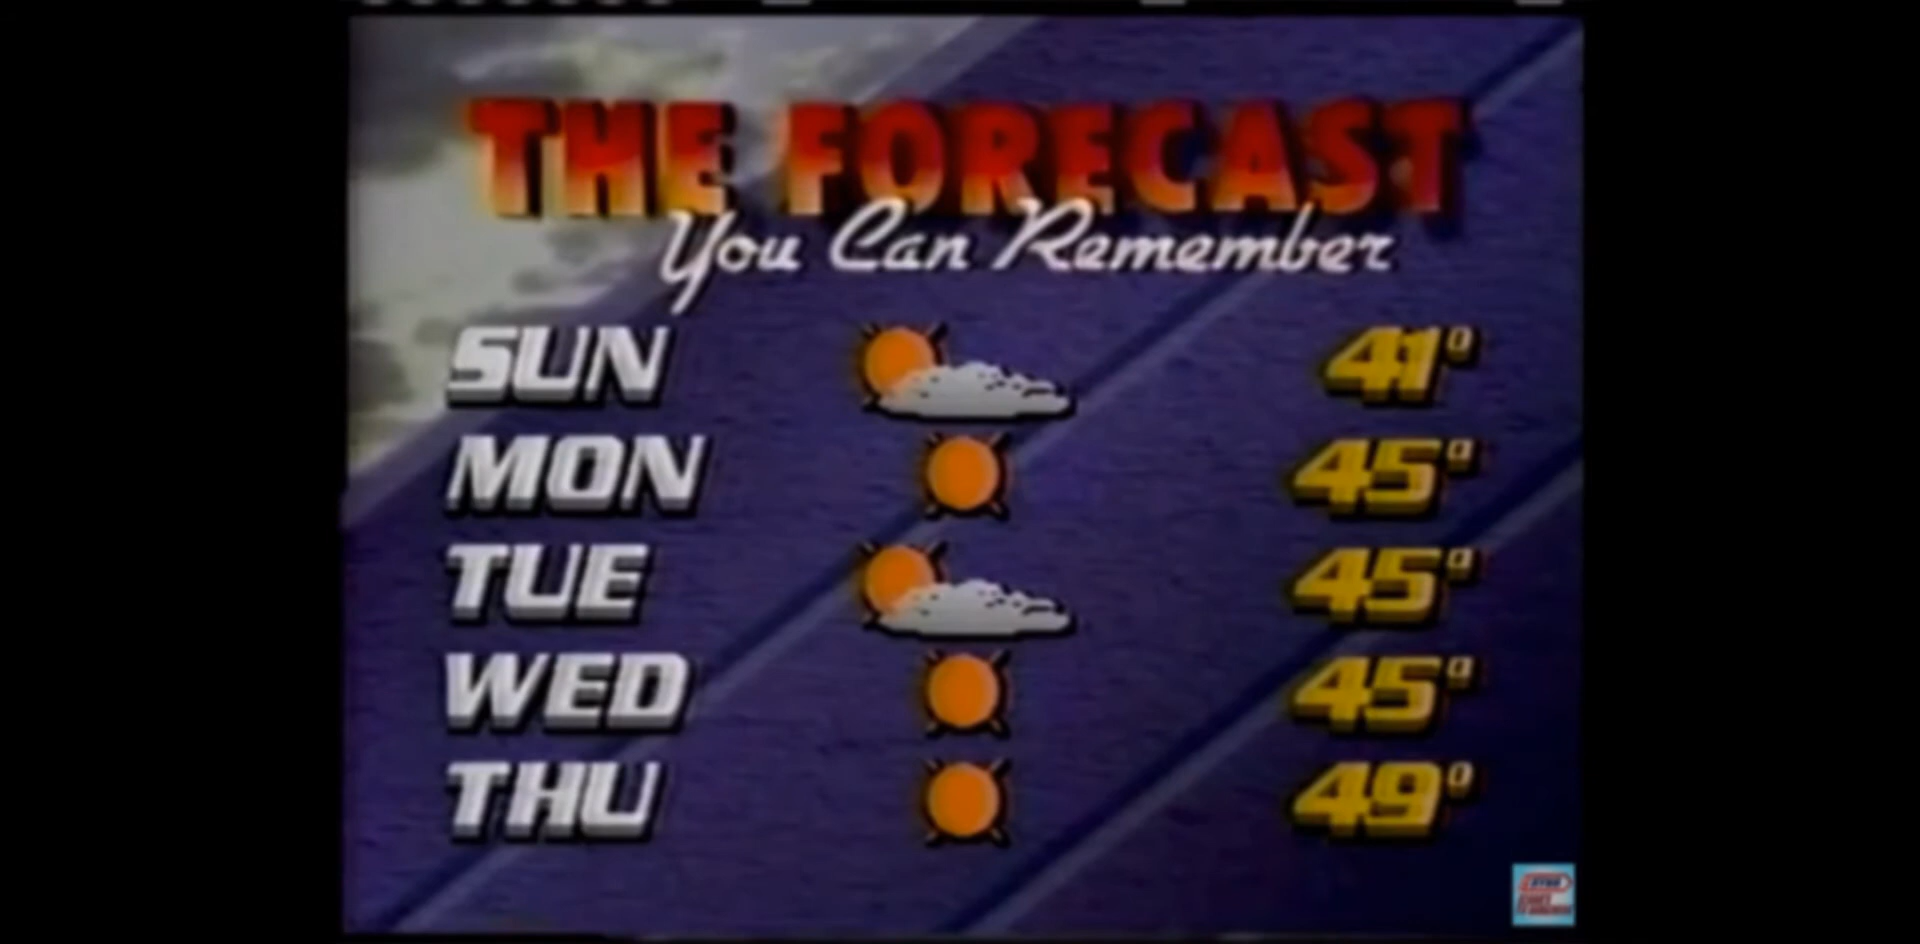 THE FORECAST
You Can Remember
SUN 41°
MON 45°
TUE 45°
WED 45°
THU 49°